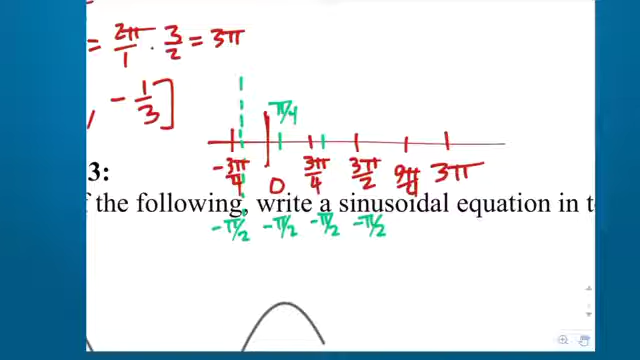 = 2π/1 · 3/2 = 3π
, -1/3]
π/4
-3π/4 0 3π/4 3π/2 9π/4 3π
3:
f the following, write a sinusoidal equation in t
-π/2 -π/2 -π/2 -π/2